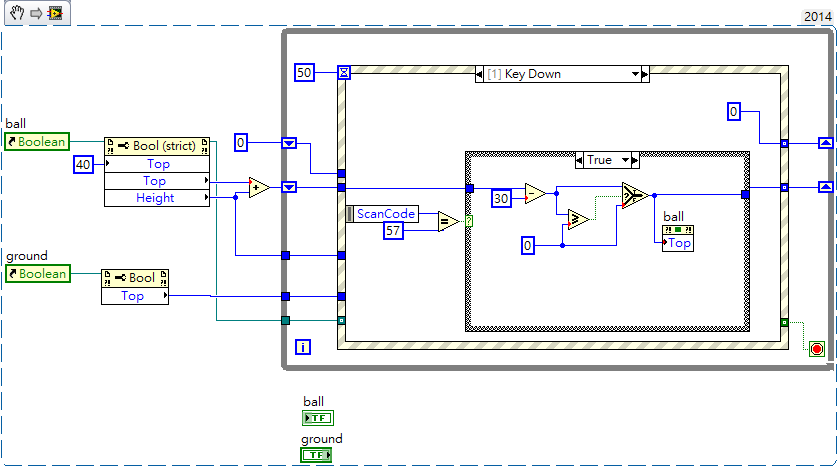 2014
50
[1] Key Down
ball
Boolean
Bool (strict)
40
Top
Top
Height
0
+
0
True
30
-
≥
?
ScanCode
57
=
?
0
ball
Top
ground
Boolean
Bool
Top
i
ball
TF
ground
TF